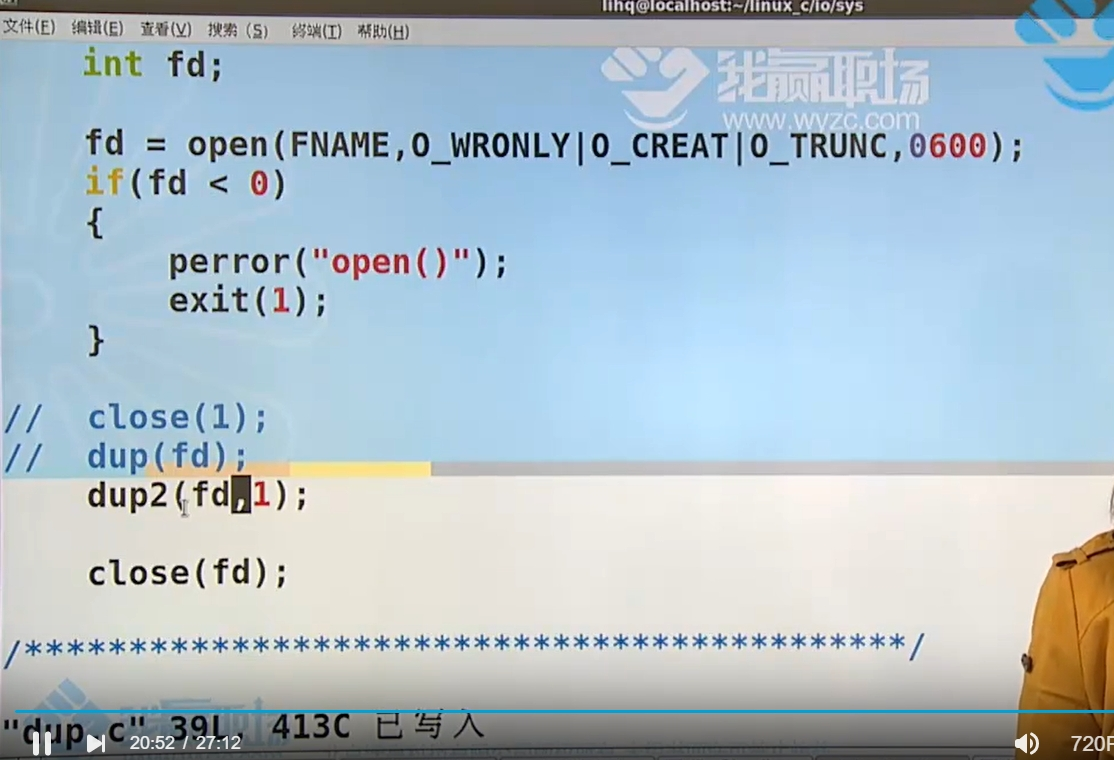 lihq@localhost:~/linux_c/io/sys
文件(F) 编辑(E) 查看(V) 搜索 (S) 终端(T) 帮助(H)
我赢职场
www.wyzc.com
int fd;
fd = open(FNAME,O_WRONLY|O_CREAT|O_TRUNC,0600);
if(fd < 0)
{
perror("open()");
exit(1);
}
// close(1);
// dup(fd);
dup2(fd,1);
close(fd);
/*******************************************/
"dup.c" 39L, 413C 已写入
20:52 / 27:12
720P